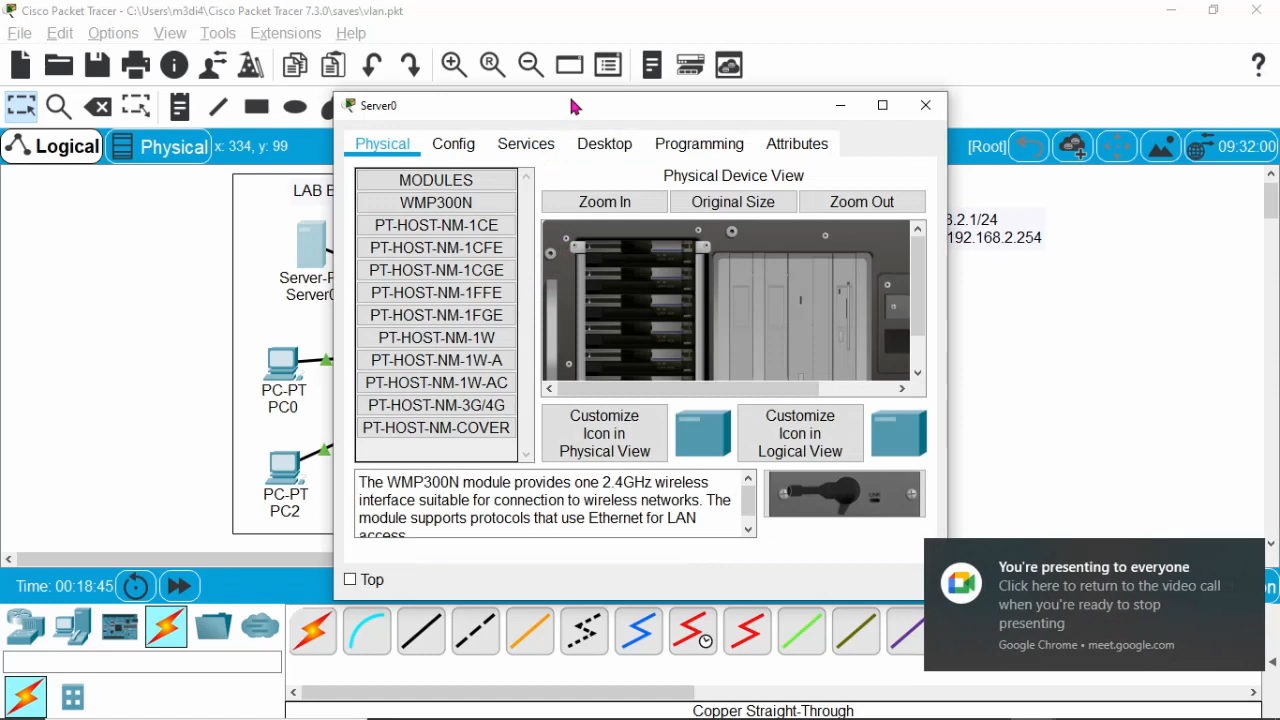 Cisco Packet Tracer - C:\Users\m3di4\Cisco Packet Tracer 7.3.0\saves\vlan.pkt
File Edit Options View Tools Extensions Help
Server0
Logical Physical x: 334, y: 99
[Root] 09:32:00
Physical Config Services Desktop Programming Attributes
MODULES
WMP300N
PT-HOST-NM-1CE
PT-HOST-NM-1CFE
PT-HOST-NM-1CGE
PT-HOST-NM-1FFE
PT-HOST-NM-1FGE
PT-HOST-NM-1W
PT-HOST-NM-1W-A
PT-HOST-NM-1W-AC
PT-HOST-NM-3G/4G
PT-HOST-NM-COVER
Physical Device View
Zoom In Original Size Zoom Out
Customize
Icon in
Physical View
Customize
Icon in
Logical View
The WMP300N module provides one 2.4GHz wireless
interface suitable for connection to wireless networks. The
module supports protocols that use Ethernet for LAN
access.
Top
LAB
Server0
PC-PT
PC0
PC-PT
PC2
2.1/24
192.168.2.254
Time: 00:18:45
You're presenting to everyone
Click here to return to the video call
when you're ready to stop
presenting
Google Chrome • meet.google.com
Copper Straight-Through